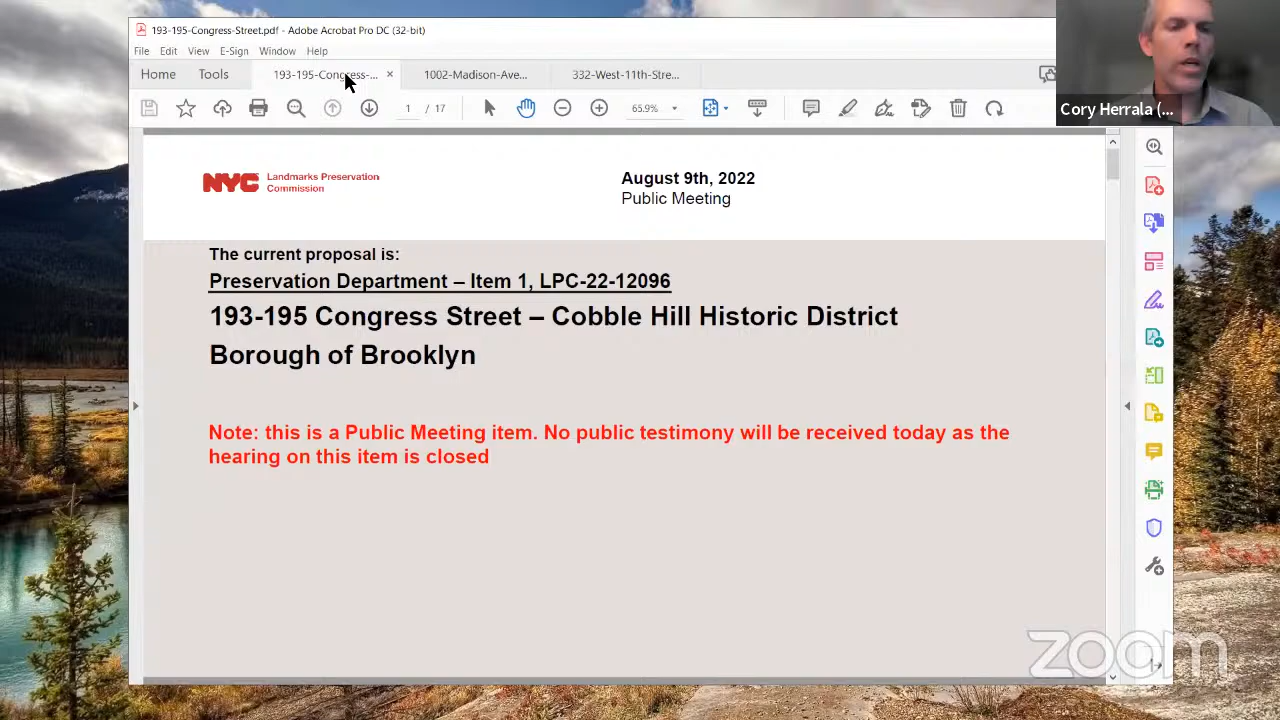 193-195-Congress-Street.pdf - Adobe Acrobat Pro DC (32-bit)
File Edit View E-Sign Window Help
Home Tools 193-195-Congress-... × 1002-Madison-Ave... 332-West-11th-Stre...
1 / 17 65.9%
Cory Herrala (...
NYC Landmarks Preservation
Commission
August 9th, 2022
Public Meeting
The current proposal is:
Preservation Department – Item 1, LPC-22-12096
193-195 Congress Street – Cobble Hill Historic District
Borough of Brooklyn
Note: this is a Public Meeting item. No public testimony will be received today as the
hearing on this item is closed
zoom